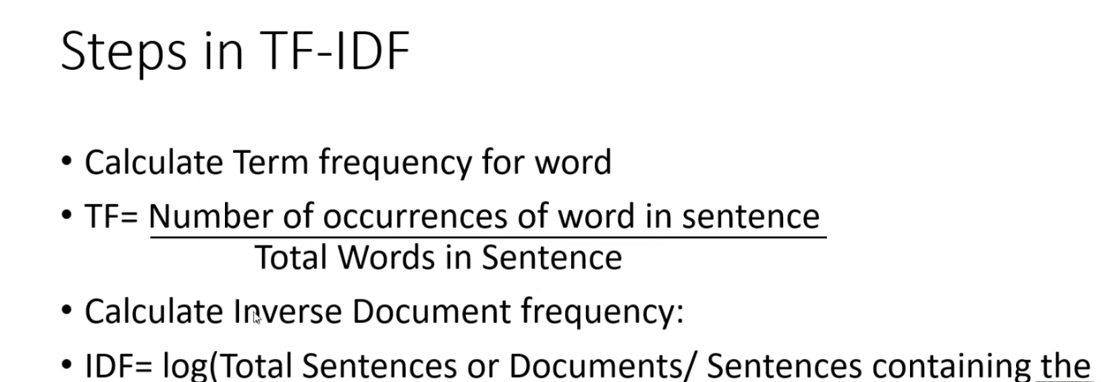 Steps in TF-IDF
• Calculate Term frequency for word
• TF= Number of occurrences of word in sentence
Total Words in Sentence
• Calculate Inverse Document frequency:
• IDF= log(Total Sentences or Documents/ Sentences containing the